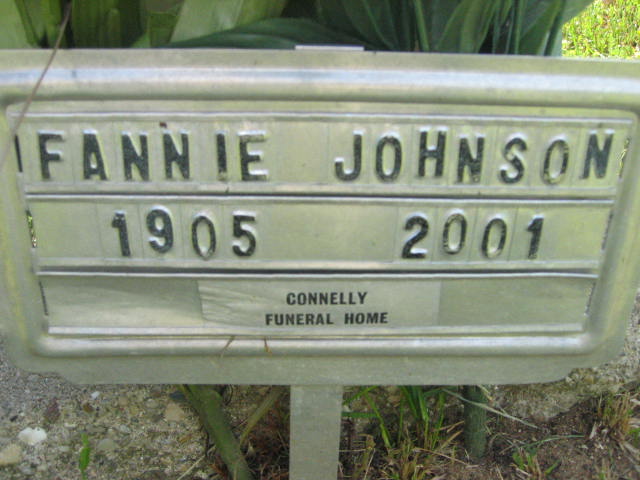 FANNIE JOHNSON
1905 2001
CONNELLY
FUNERAL HOME